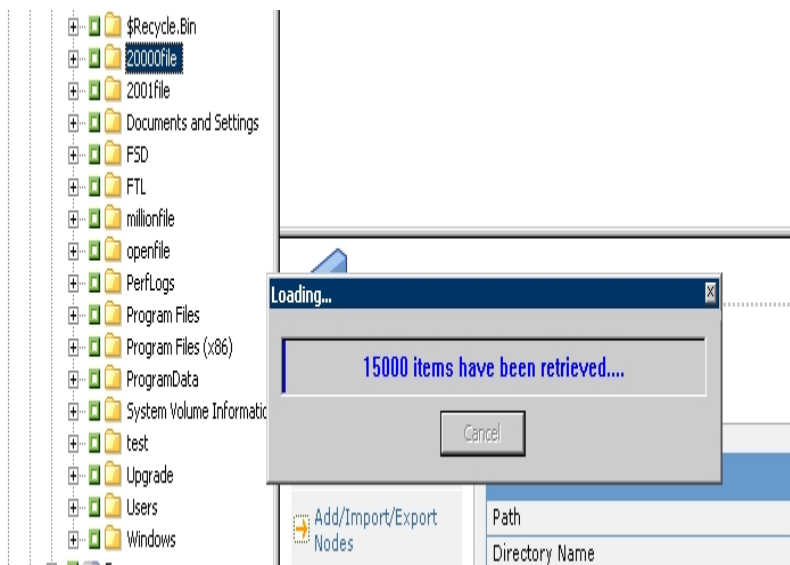 $Recycle.Bin
20000file
2001file
Documents and Settings
FSD
FTL
millionfile
openfile
PerfLogs
Program Files
Program Files (x86)
ProgramData
System Volume Informatic
test
Upgrade
Users
Windows
Loading...
15000 items have been retrieved....
Cancel
Add/Import/Export
Nodes
Path
Directory Name